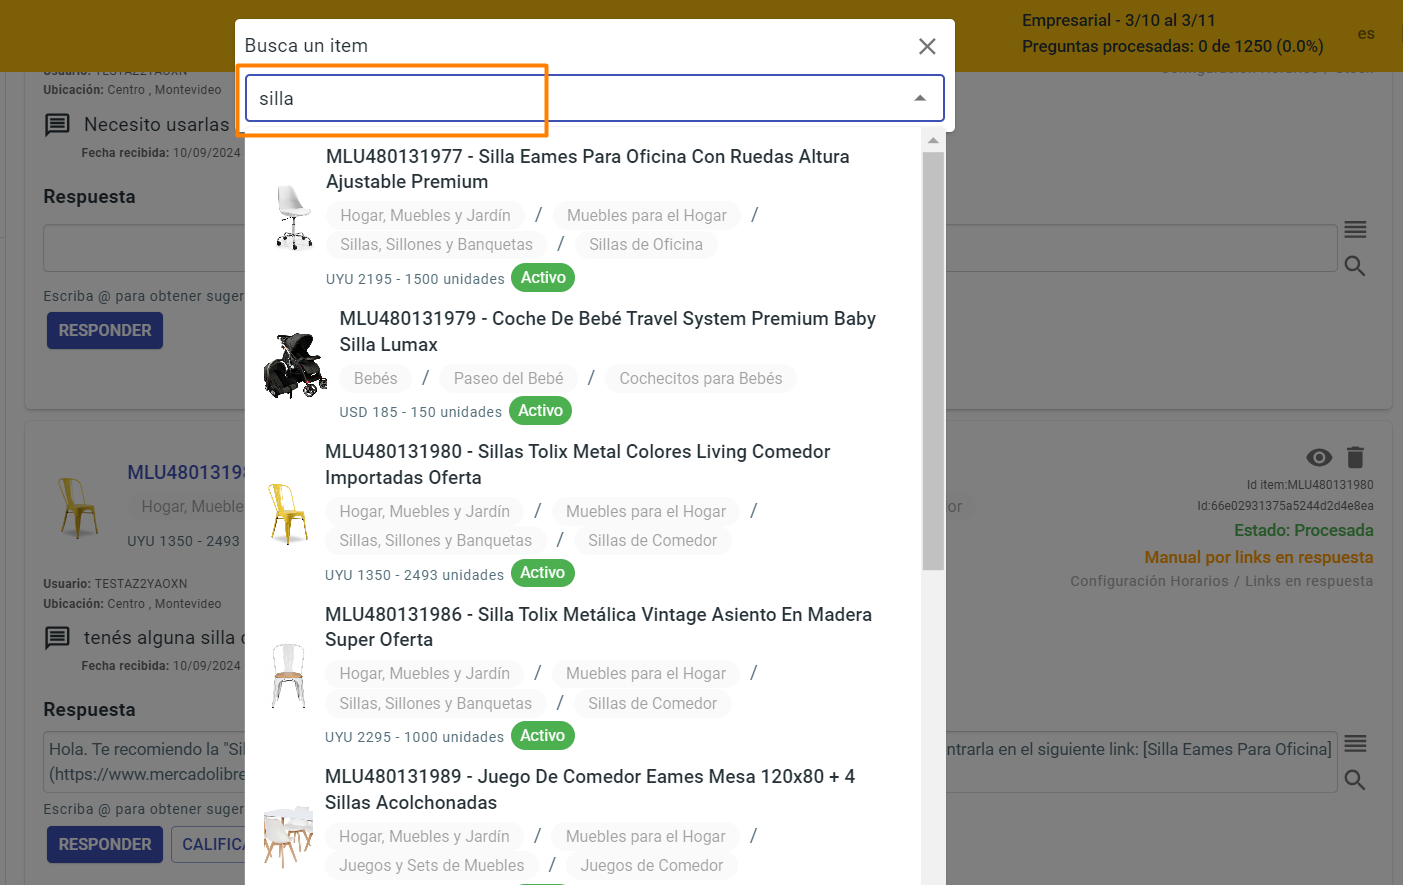 Empresarial - 3/10 al 3/11
Preguntas procesadas: 0 de 1250 (0.0%)
es
Busca un item
silla
Usuario: TESTAZ2YAOXN
Ubicación: Centro , Montevideo
Configuración Horarios / Stock
Necesito usarlas
Fecha recibida: 10/09/2024
Respuesta
Escriba @ para obtener suger
RESPONDER
MLU480131977 - Silla Eames Para Oficina Con Ruedas Altura
Ajustable Premium
Hogar, Muebles y Jardín / Muebles para el Hogar /
Sillas, Sillones y Banquetas / Sillas de Oficina
UYU 2195 - 1500 unidades Activo
MLU480131979 - Coche De Bebé Travel System Premium Baby
Silla Lumax
Bebés / Paseo del Bebé / Cochecitos para Bebés
USD 185 - 150 unidades Activo
MLU480131980 - Sillas Tolix Metal Colores Living Comedor
Importadas Oferta
Hogar, Muebles y Jardín / Muebles para el Hogar /
Sillas, Sillones y Banquetas / Sillas de Comedor
UYU 1350 - 2493 unidades Activo
MLU480131986 - Silla Tolix Metálica Vintage Asiento En Madera
Super Oferta
Hogar, Muebles y Jardín / Muebles para el Hogar /
Sillas, Sillones y Banquetas / Sillas de Comedor
UYU 2295 - 1000 unidades Activo
MLU480131989 - Juego De Comedor Eames Mesa 120x80 + 4
Sillas Acolchonadas
Hogar, Muebles y Jardín / Muebles para el Hogar /
Juegos y Sets de Muebles / Juegos de Comedor
MLU48013198
Hogar, Mueble
or
UYU 1350 - 2493
Id item:MLU480131980
Id:66e02931375a5244d2d4e8ea
Estado: Procesada
Manual por links en respuesta
Configuración Horarios / Links en respuesta
Usuario: TESTAZ2YAOXN
Ubicación: Centro , Montevideo
tenés alguna silla
Fecha recibida: 10/09/2024
Respuesta
Hola. Te recomiendo la "Sil
ntrarla en el siguiente link: [Silla Eames Para Oficina]
(https://www.mercadolibre
Escriba @ para obtener suger
RESPONDER
CALIFICA